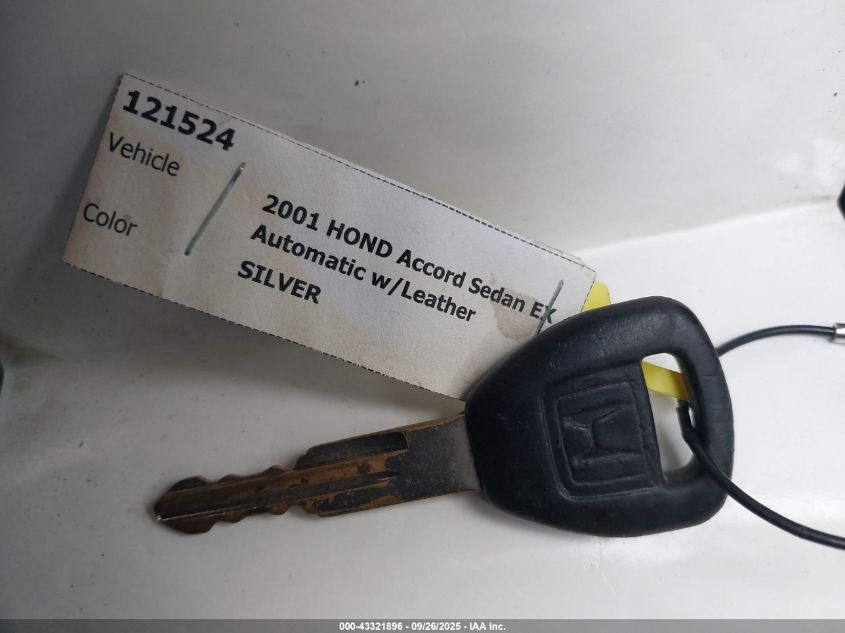 121524
Vehicle
2001 HOND Accord Sedan EX
Automatic w/Leather
Color
SILVER
000-43321896 - 09/26/2025 - IAA Inc.